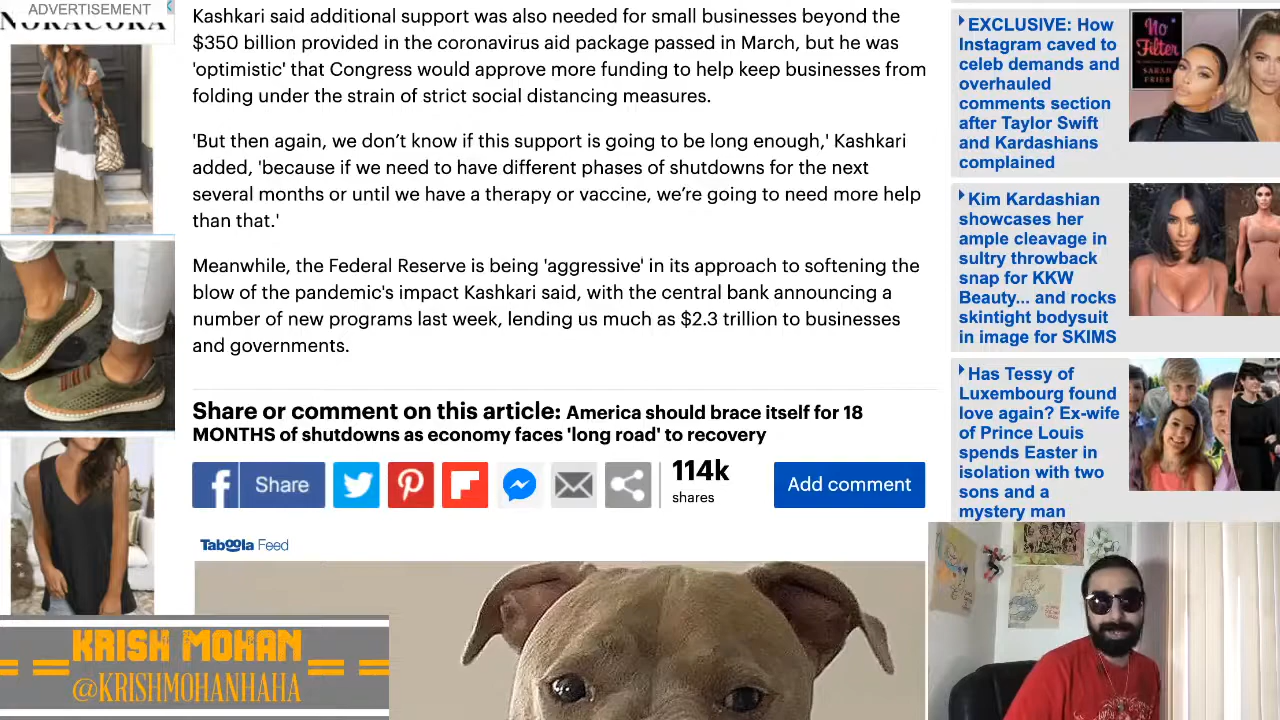 ADVERTISEMENT
NORACORA
Kashkari said additional support was also needed for small businesses beyond the
$350 billion provided in the coronavirus aid package passed in March, but he was
'optimistic' that Congress would approve more funding to help keep businesses from
folding under the strain of strict social distancing measures.
'But then again, we don’t know if this support is going to be long enough,' Kashkari
added, 'because if we need to have different phases of shutdowns for the next
several months or until we have a therapy or vaccine, we’re going to need more help
than that.'
Meanwhile, the Federal Reserve is being 'aggressive' in its approach to softening the
blow of the pandemic's impact Kashkari said, with the central bank announcing a
number of new programs last week, lending us much as $2.3 trillion to businesses
and governments.
Share or comment on this article: America should brace itself for 18
MONTHS of shutdowns as economy faces 'long road' to recovery
Share
114k
shares
Add comment
Taboola Feed
EXCLUSIVE: How
Instagram caved to
celeb demands and
overhauled
comments section
after Taylor Swift
and Kardashians
complained
No
Filter
SARAH
FRIER
Kim Kardashian
showcases her
ample cleavage in
sultry throwback
snap for KKW
Beauty... and rocks
skintight bodysuit
in image for SKIMS
Has Tessy of
Luxembourg found
love again? Ex-wife
of Prince Louis
spends Easter in
isolation with two
sons and a
mystery man
KRISH MOHAN
@KRISHMOHANHAHA